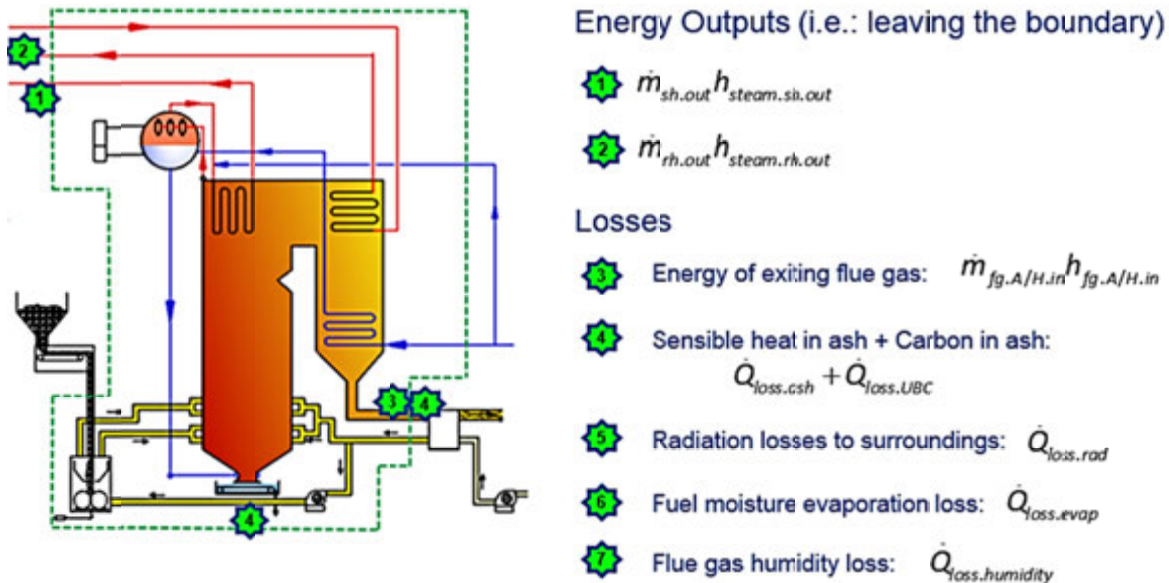 Energy Outputs (i.e.: leaving the boundary)
2
1
1 ṁsh.out hsteam.sh.out
2 ṁrh.out hsteam.rh.out
Losses
3 Energy of exiting flue gas: ṁfg.A/H.in hfg.A/H.in
4 Sensible heat in ash + Carbon in ash:
Q̇loss.ash + Q̇loss.UBC
3 4
5 Radiation losses to surroundings: Q̇loss.rad
6 Fuel moisture evaporation loss: Q̇loss.evap
4
7 Flue gas humidity loss: Q̇loss.humidity